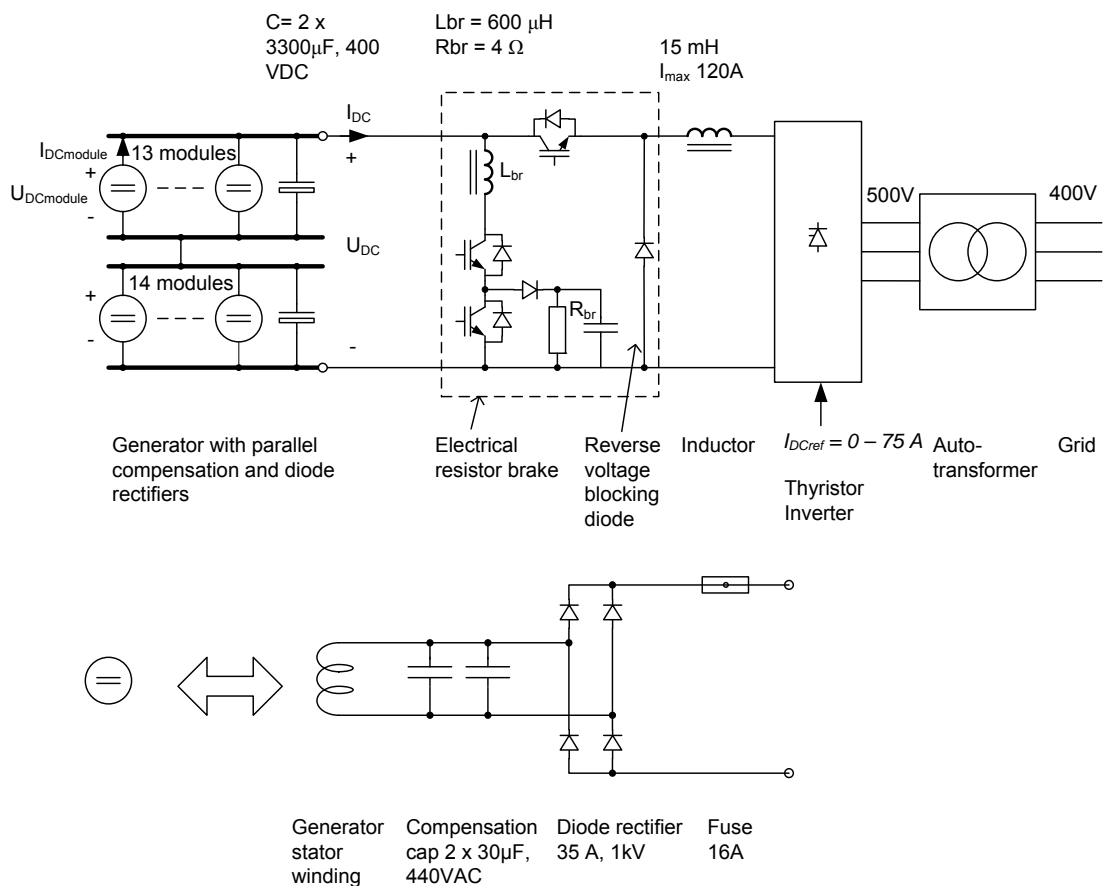 C= 2 x
3300μF, 400
VDC
Lbr = 600 μH
Rbr = 4 Ω
15 mH
Imax 120A
IDC
+
IDCmodule
13 modules
+
UDCmodule
-
Lbr
500V
400V
UDC
14 modules
+
-
Rbr
-
Generator with parallel
compensation and diode
rectifiers
Electrical
resistor brake
Reverse
voltage
blocking
diode
Inductor
IDCref = 0 – 75 A
Thyristor
Inverter
Auto-
transformer
Grid
Generator
stator
winding
Compensation
cap 2 x 30μF,
440VAC
Diode rectifier
35 A, 1kV
Fuse
16A